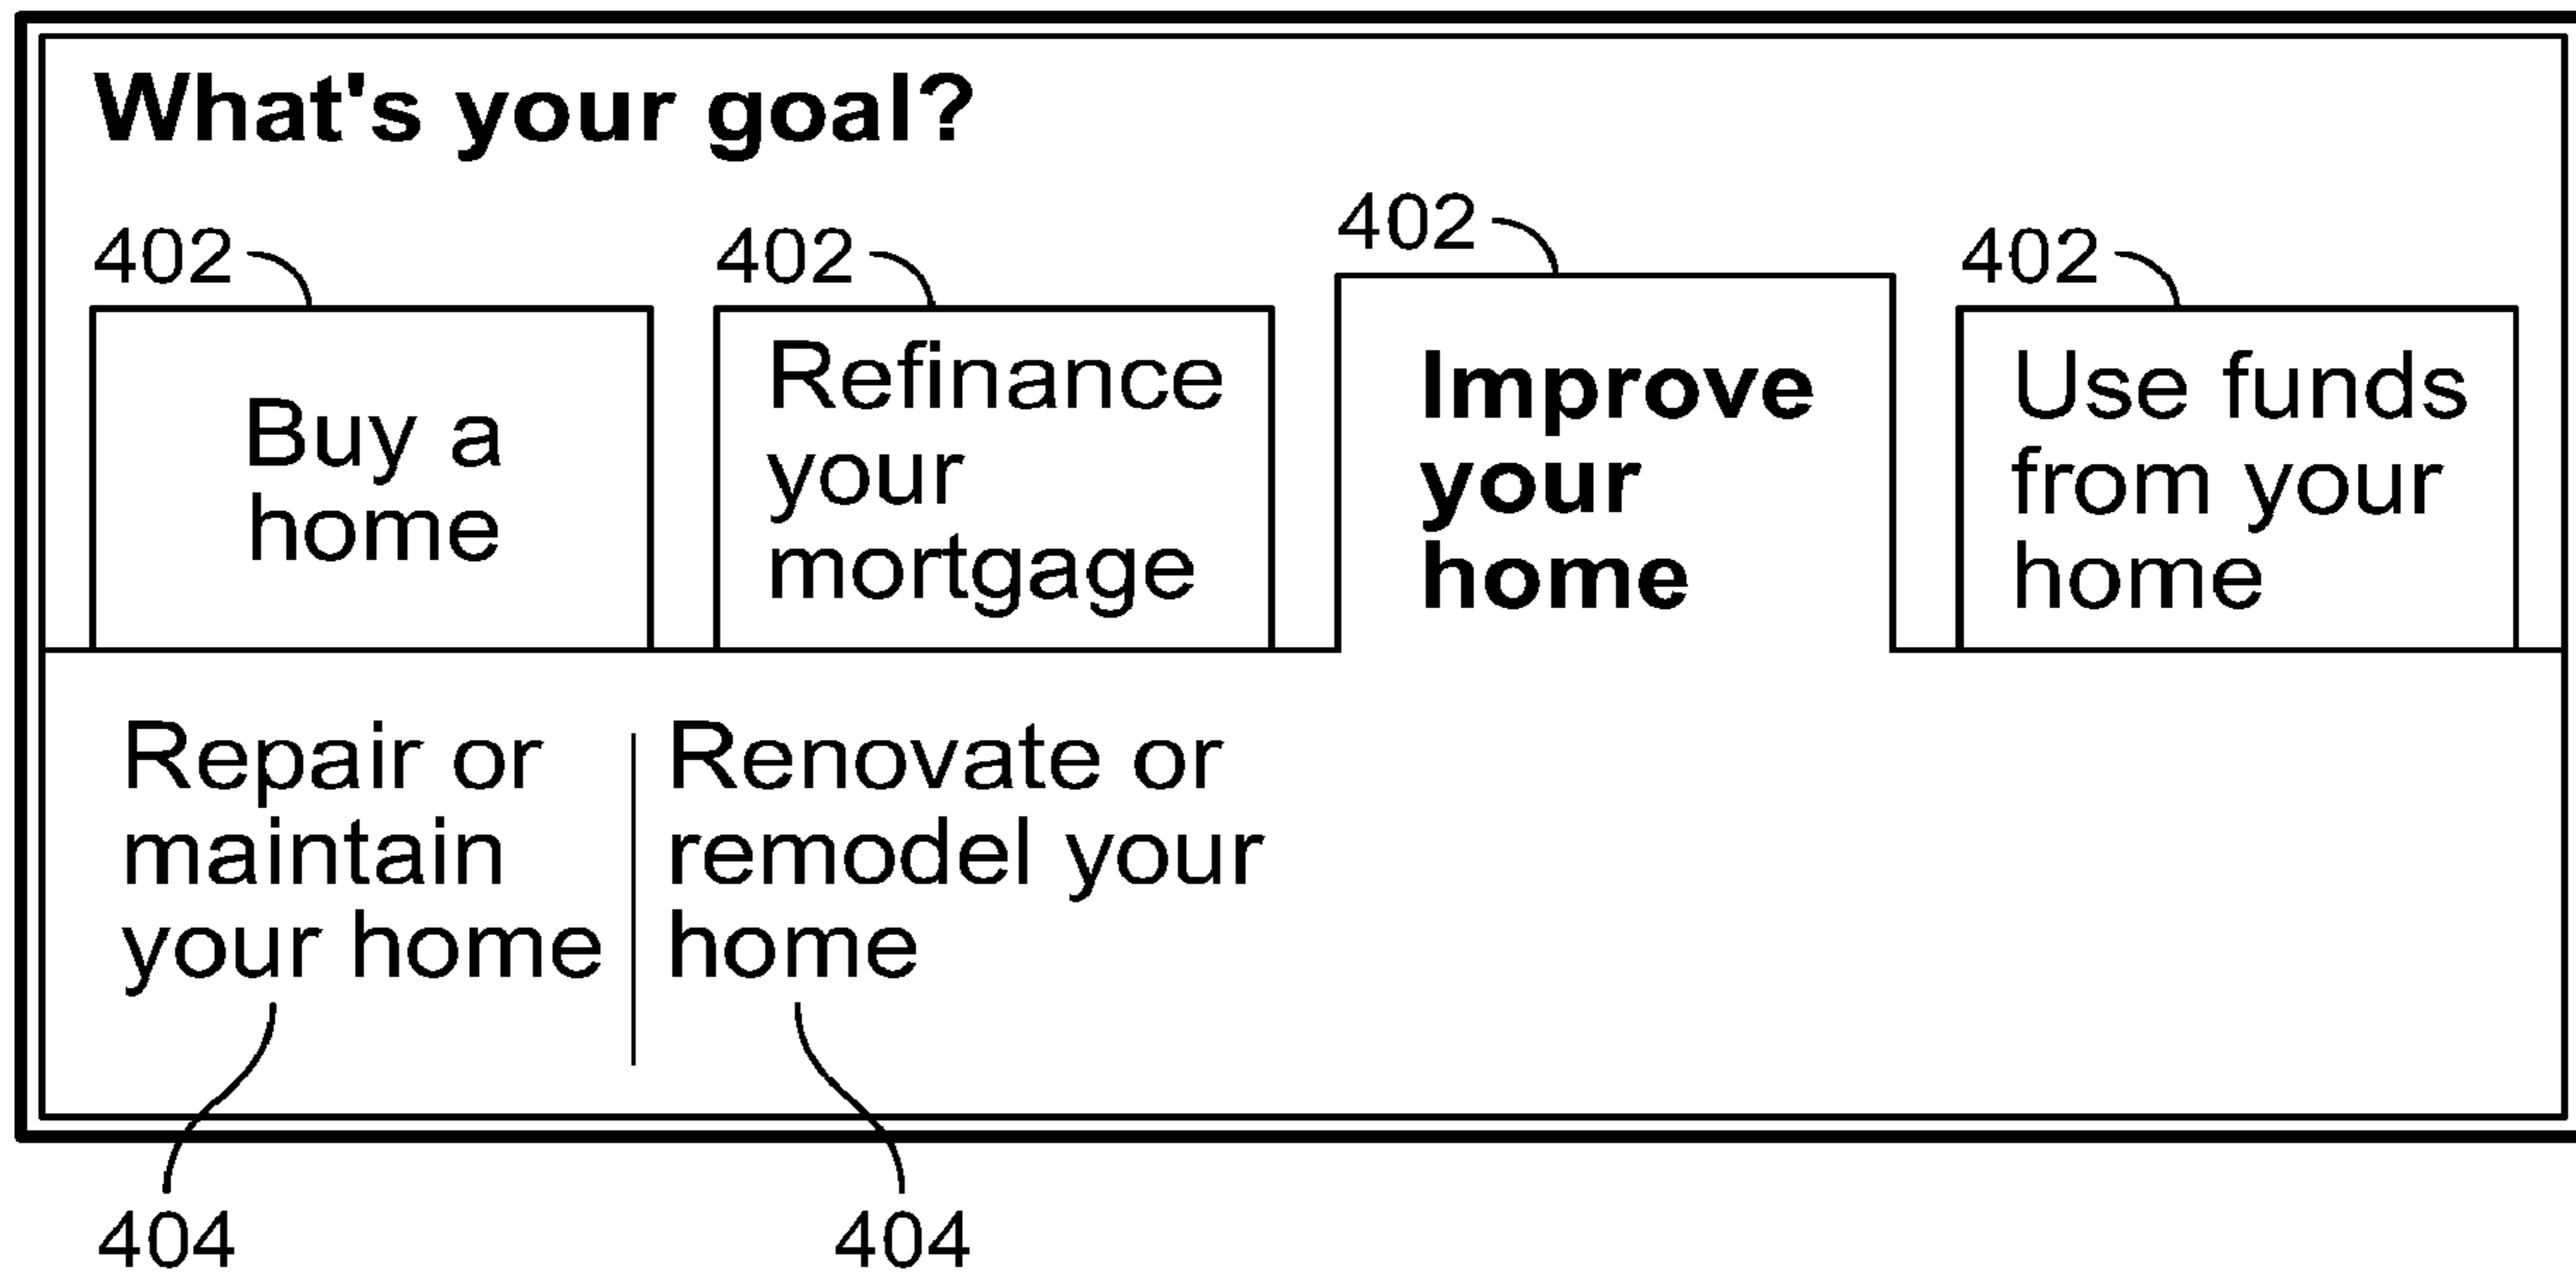 What's your goal?
402
402
402
402
Buy a
home
Refinance
your
mortgage
Improve
your
home
Use funds
from your
home
Repair or
maintain
your home
Renovate or
remodel your
home
404
404